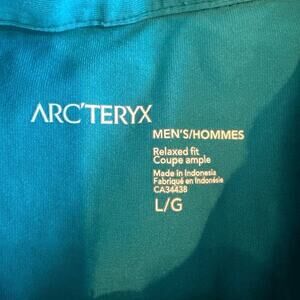 ARC'TERYX
MEN'S/HOMMES
Relaxed fit
Coupe ample
Made in Indonesia
Fabriqué en Indonésie
CA34438
L/G